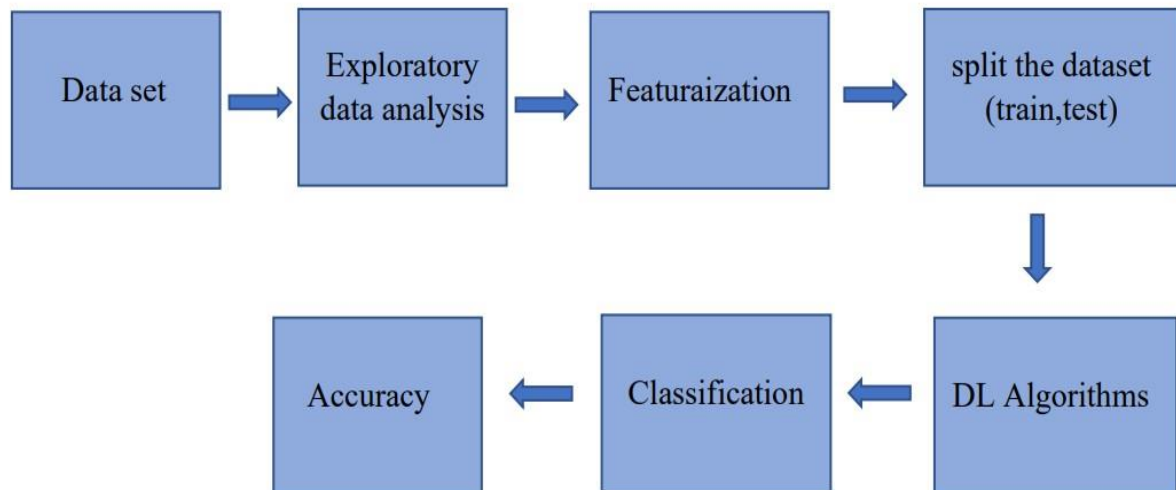 Data set
Exploratory
data analysis
Featuraization
split the dataset
(train,test)
DL Algorithms
Classification
Accuracy